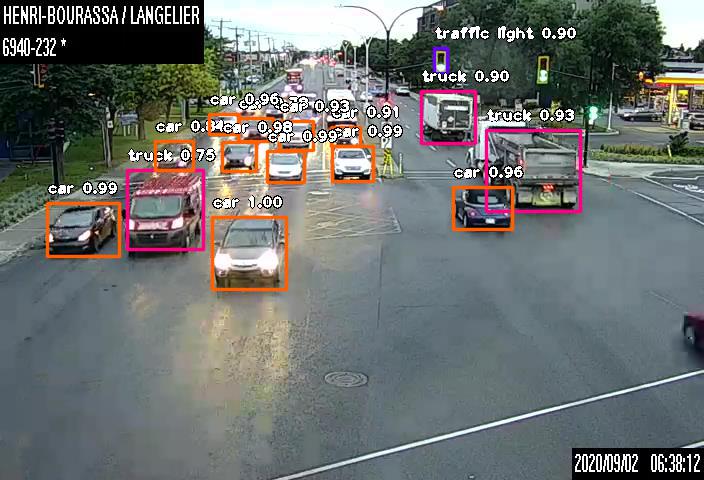 HENRI-BOURASSA / LANGELIER
6940-232 *
traffic light 0.90
truck 0.90
car 0.96
car 0.93
0.91
car 0.98
car 0.99
0.99
truck 0.93
truck 0.75
car 0.96
car 0.99
car 1.00
2020/09/02 06:38:12